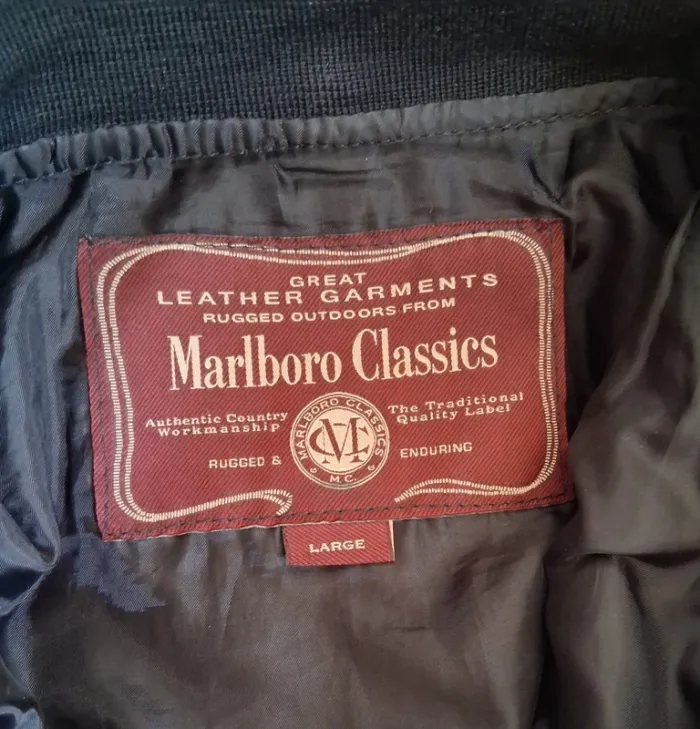 GREAT
LEATHER GARMENTS
RUGGED OUTDOORS FROM
Marlboro Classics
Authentic Country
Workmanship
MARLBORO CLASSICS
MC
M.C.
The Traditional
Quality Label
RUGGED &
ENDURING
LARGE